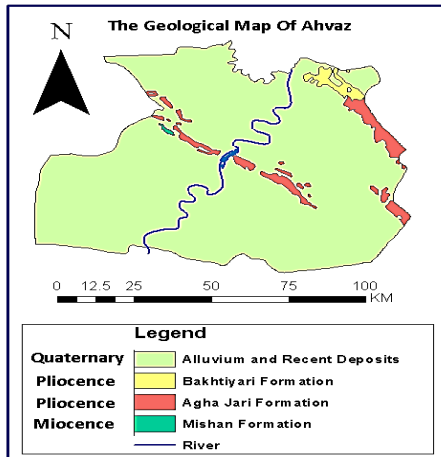 The Geological Map Of Ahvaz
N
0 12.5 25 50 75 100
KM
Legend
Quaternary Alluvium and Recent Deposits
Pliocence Bakhtiyari Formation
Pliocence Agha Jari Formation
Miocence Mishan Formation
River